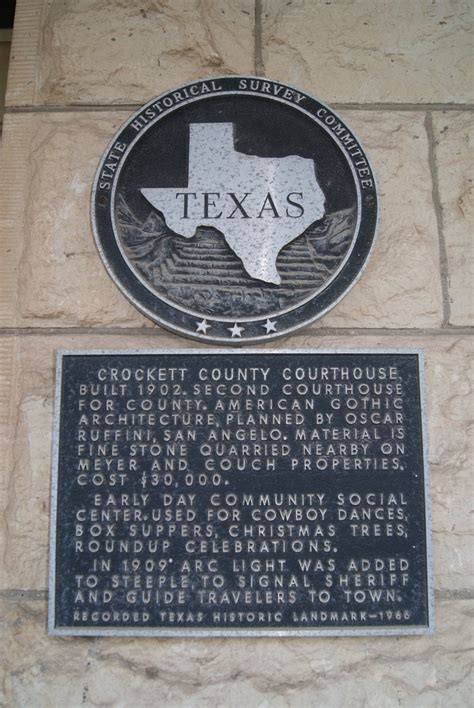 STATE HISTORICAL SURVEY COMMITTEE
TEXAS
CROCKETT COUNTY COURTHOUSE
BUILT 1902. SECOND COURTHOUSE
FOR COUNTY. AMERICAN GOTHIC
ARCHITECTURE, PLANNED BY OSCAR
RUFFINI, SAN ANGELO. MATERIAL IS
FINE STONE QUARRIED NEARBY ON
MEYER AND COUCH PROPERTIES.
COST $30,000.
EARLY DAY COMMUNITY SOCIAL
CENTER. USED FOR COWBOY DANCES,
BOX SUPPERS, CHRISTMAS TREES,
ROUNDUP CELEBRATIONS.
IN 1909 ARC LIGHT WAS ADDED
TO STEEPLE, TO SIGNAL SHERIFF
AND GUIDE TRAVELERS TO TOWN.
RECORDED TEXAS HISTORIC LANDMARK—